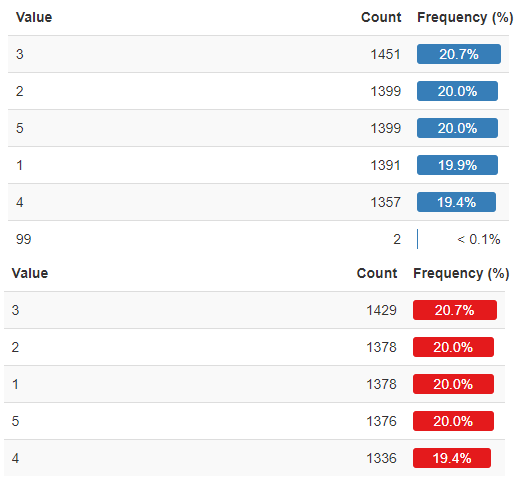 Value Count Frequency (%)
3 1451 20.7%
2 1399 20.0%
5 1399 20.0%
1 1391 19.9%
4 1357 19.4%
99 2 < 0.1%
Value Count Frequency (%)
3 1429 20.7%
2 1378 20.0%
1 1378 20.0%
5 1376 20.0%
4 1336 19.4%